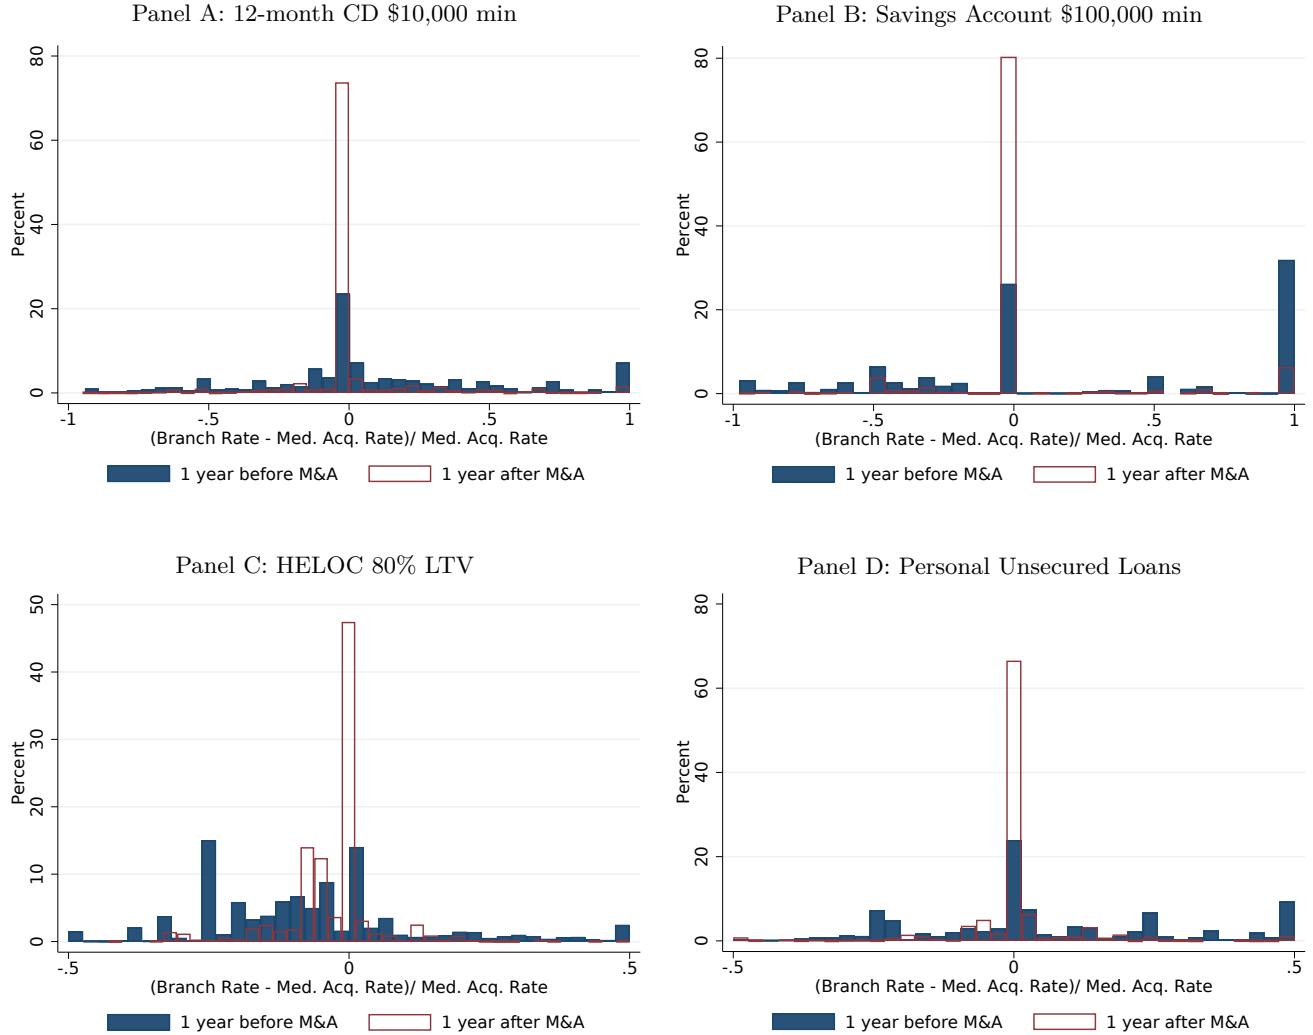 Panel A: 12-month CD $10,000 min
80
60
40
20
0
Percent
-1
-.5
0
.5
1
(Branch Rate - Med. Acq. Rate)/ Med. Acq. Rate
1 year before M&A
1 year after M&A
Panel B: Savings Account $100,000 min
80
60
40
20
0
Percent
-1
-.5
0
.5
1
(Branch Rate - Med. Acq. Rate)/ Med. Acq. Rate
1 year before M&A
1 year after M&A
Panel C: HELOC 80% LTV
50
40
30
20
10
0
Percent
-.5
0
.5
(Branch Rate - Med. Acq. Rate)/ Med. Acq. Rate
1 year before M&A
1 year after M&A
Panel D: Personal Unsecured Loans
80
60
40
20
0
Percent
-.5
0
.5
(Branch Rate - Med. Acq. Rate)/ Med. Acq. Rate
1 year before M&A
1 year after M&A